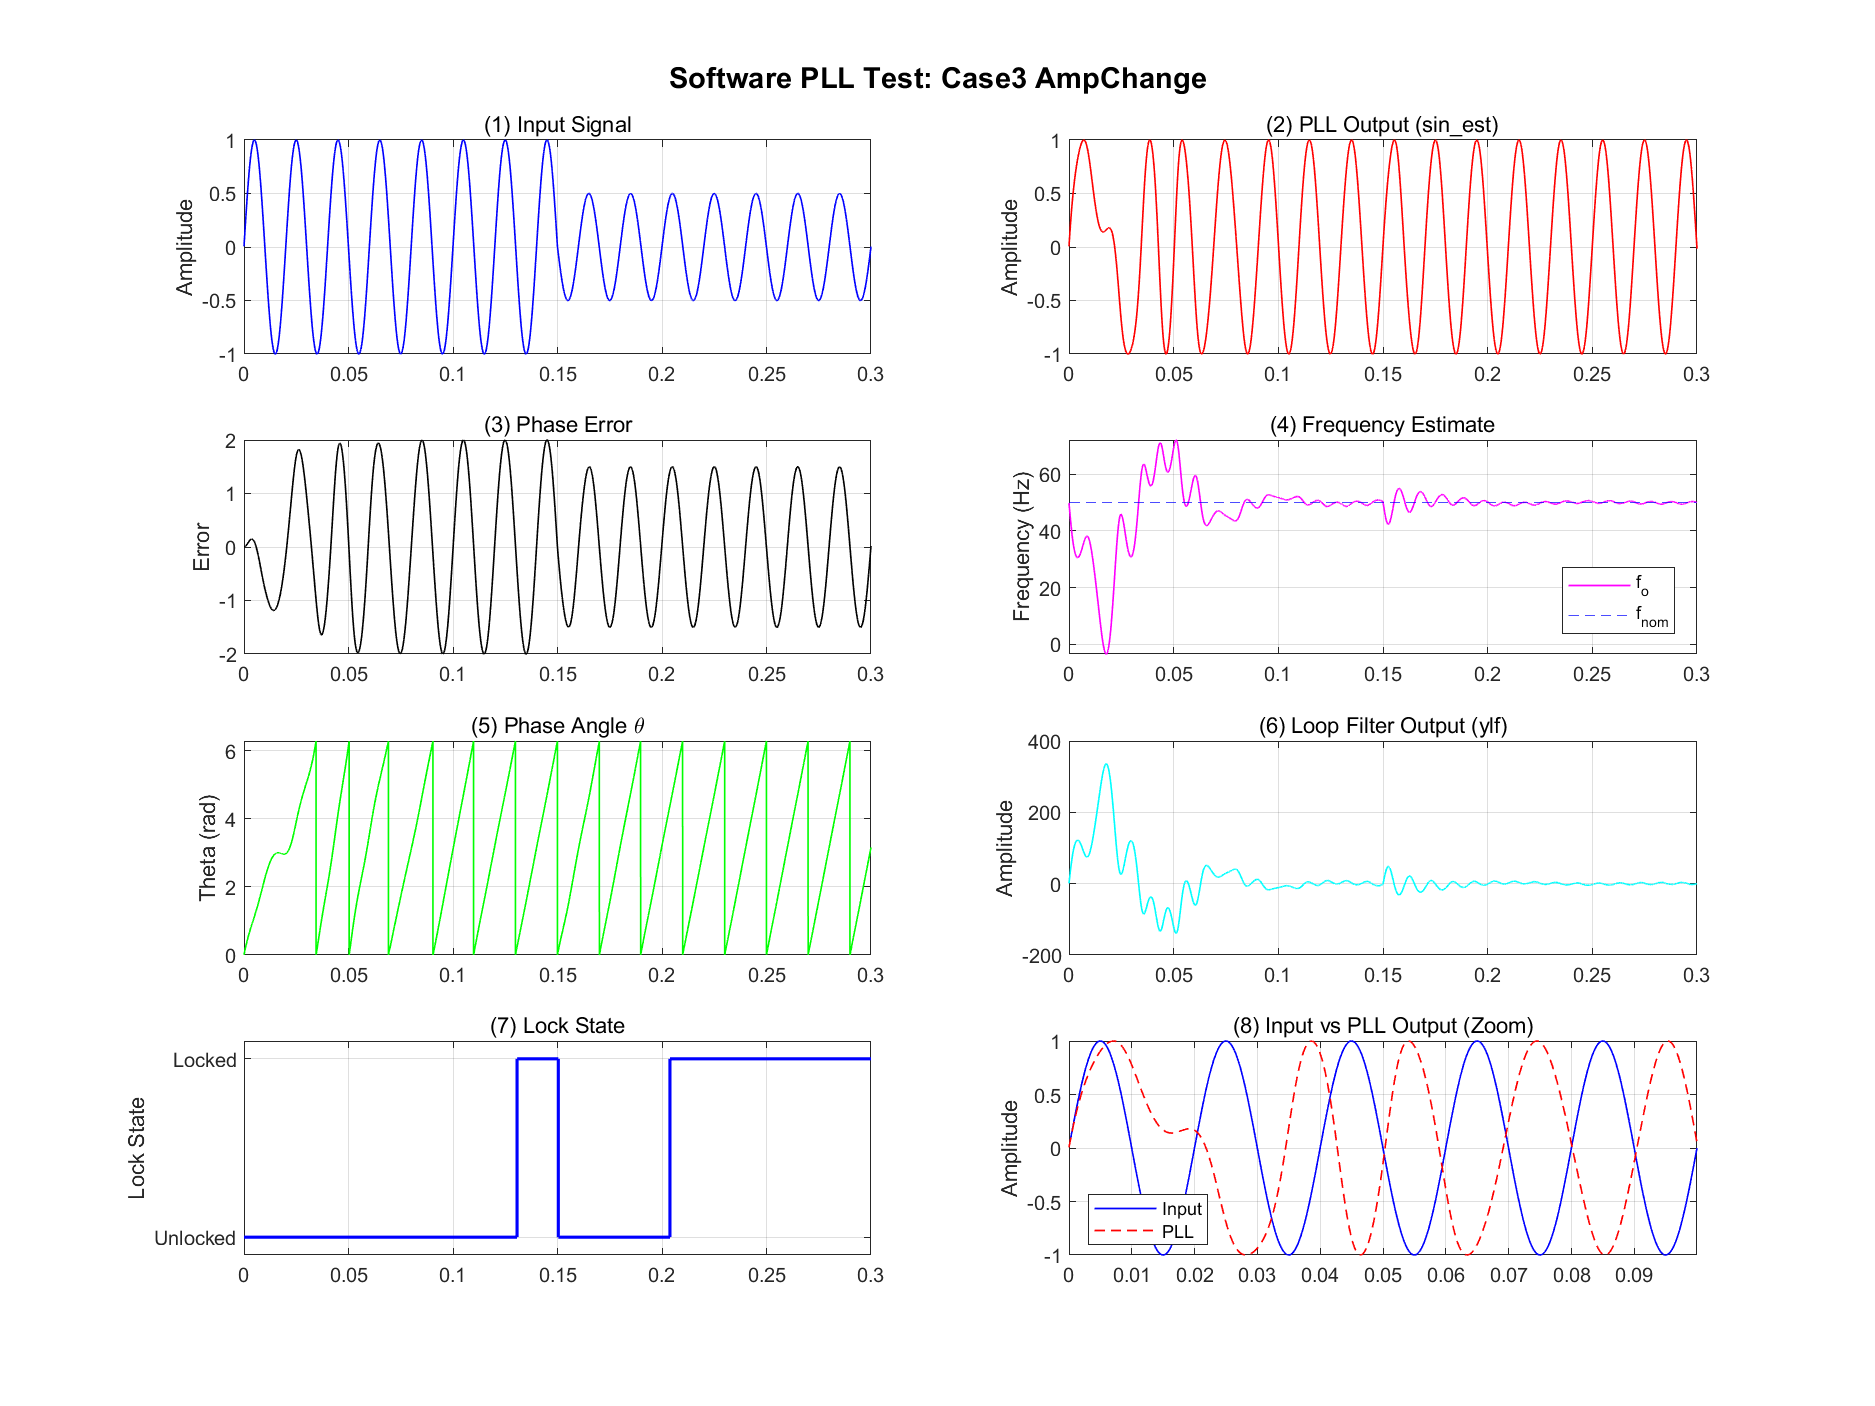 Software PLL Test: Case3 AmpChange
(1) Input Signal
Amplitude
1
0.5
0
-0.5
-1
0 0.05 0.1 0.15 0.2 0.25 0.3
(2) PLL Output (sin_est)
Amplitude
1
0.5
0
-0.5
-1
0 0.05 0.1 0.15 0.2 0.25 0.3
(3) Phase Error
Error
2
1
0
-1
-2
0 0.05 0.1 0.15 0.2 0.25 0.3
(4) Frequency Estimate
Frequency (Hz)
60
40
20
0
f_o
f_nom
0 0.05 0.1 0.15 0.2 0.25 0.3
(5) Phase Angle θ
Theta (rad)
6
4
2
0
0 0.05 0.1 0.15 0.2 0.25 0.3
(6) Loop Filter Output (ylf)
Amplitude
400
200
0
-200
0 0.05 0.1 0.15 0.2 0.25 0.3
(7) Lock State
Lock State
Locked
Unlocked
0 0.05 0.1 0.15 0.2 0.25 0.3
(8) Input vs PLL Output (Zoom)
Amplitude
1
0.5
0
-0.5
-1
Input
PLL
0 0.01 0.02 0.03 0.04 0.05 0.06 0.07 0.08 0.09